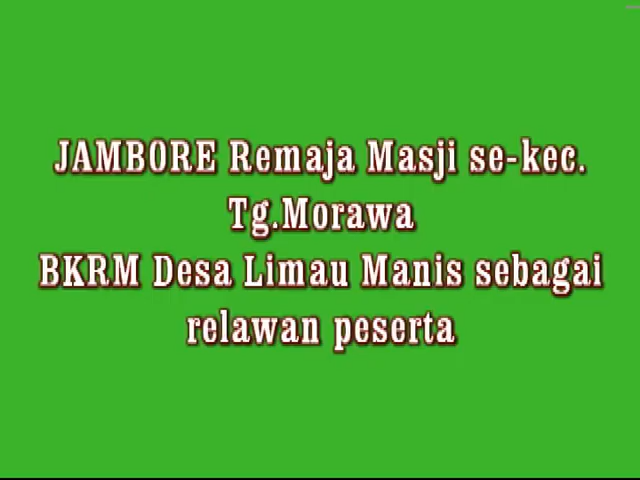 JAMBORE Remaja Masji se-kec.
Tg.Morawa
BKRM Desa Limau Manis sebagai
relawan peserta